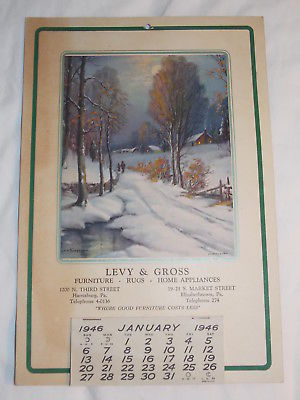 LEVY & GROSS
FURNITURE - RUGS - HOME APPLIANCES
1330 N. THIRD STREET 19-21 S. MARKET STREET
Harrisburg, Pa. Elizabethtown, Pa.
Telephone 4-0136 Telephone 274
"WHERE GOOD FURNITURE COSTS LESS"
1946 JANUARY 1946
1 2 3 4 5
6 7 8 9 10 11 12
13 14 15 16 17 18 19
20 21 22 23 24 25 26
27 28 29 30 31